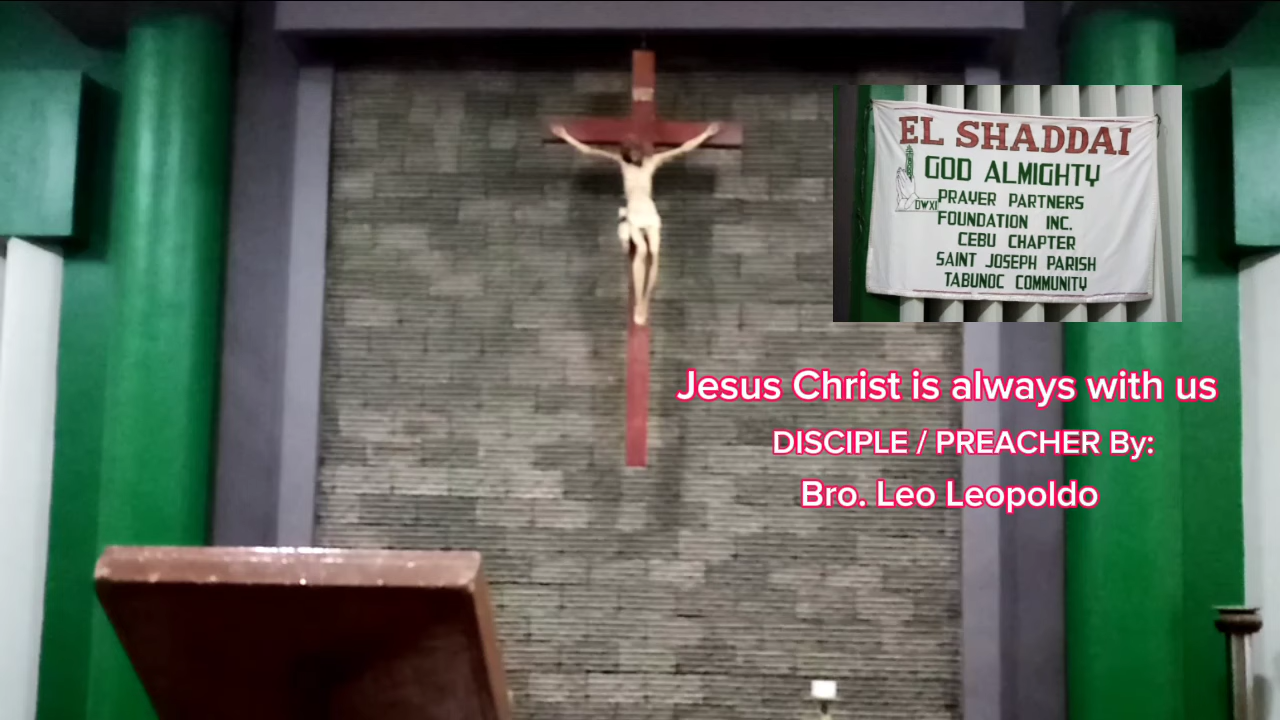 EL SHADDAI
GOD ALMIGHTY
DWXI
PRAYER PARTNERS
FOUNDATION INC.
CEBU CHAPTER
SAINT JOSEPH PARISH
TABUNOC COMMUNITY
Jesus Christ is always with us
DISCIPLE / PREACHER By:
Bro. Leo Leopoldo